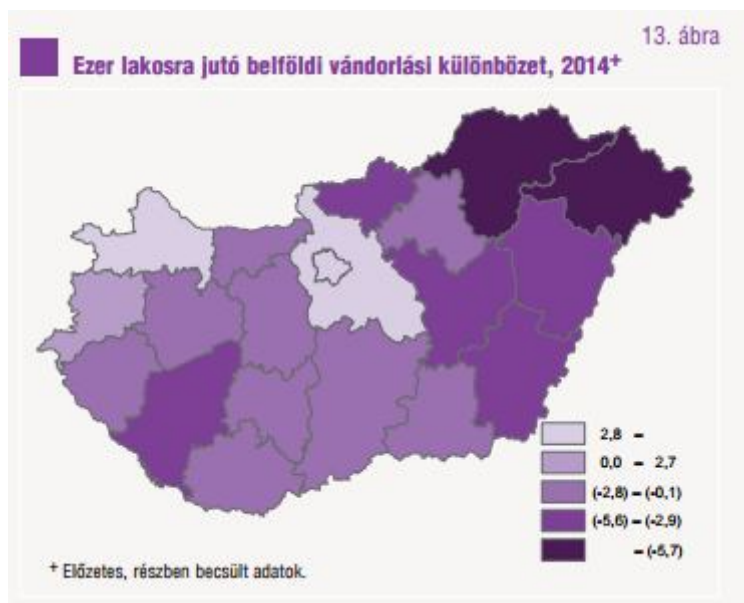 13. ábra
Ezer lakosra jutó belföldi vándorlási különbözet, 2014+
2,8 –
0,0 – 2,7
(-2,8) – (-0,1)
(-5,6) – (-2,9)
– (-5,7)
+ Előzetes, részben becsült adatok.